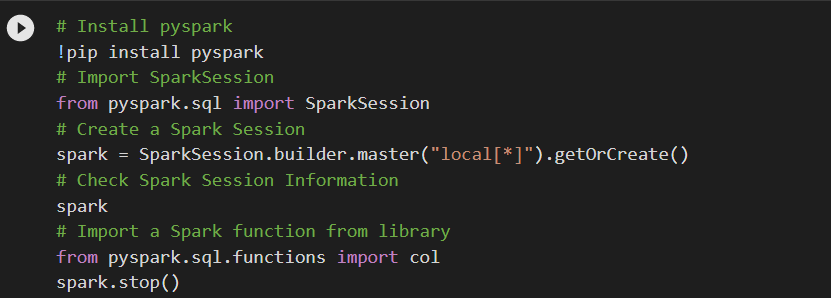 # Install pyspark
!pip install pyspark
# Import SparkSession
from pyspark.sql import SparkSession
# Create a Spark Session
spark = SparkSession.builder.master("local[*]").getOrCreate()
# Check Spark Session Information
spark
# Import a Spark function from library
from pyspark.sql.functions import col
spark.stop()